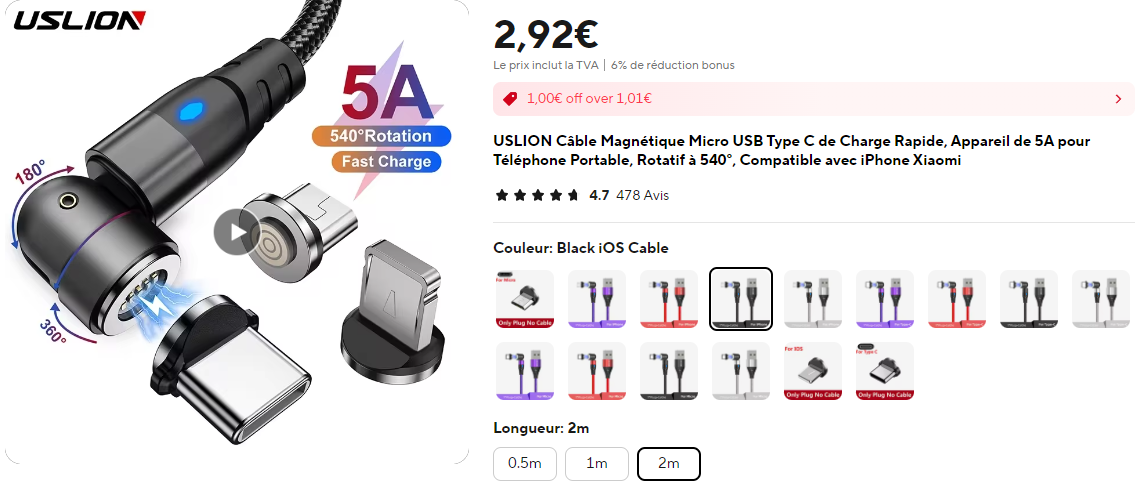 USLION
5A
540°Rotation
Fast Charge
180°
360°
2,92€
Le prix inclut la TVA | 6% de réduction bonus
1,00€ off over 1,01€
USLION Câble Magnétique Micro USB Type C de Charge Rapide, Appareil de 5A pour
Téléphone Portable, Rotatif à 540°, Compatible avec iPhone Xiaomi
4.7 478 Avis
Couleur: Black iOS Cable
For Micro
Only Plug No Cable
For IOS
For Type C
Only Plug No Cable
Only Plug No Cable
Longueur: 2m
0.5m 1m 2m